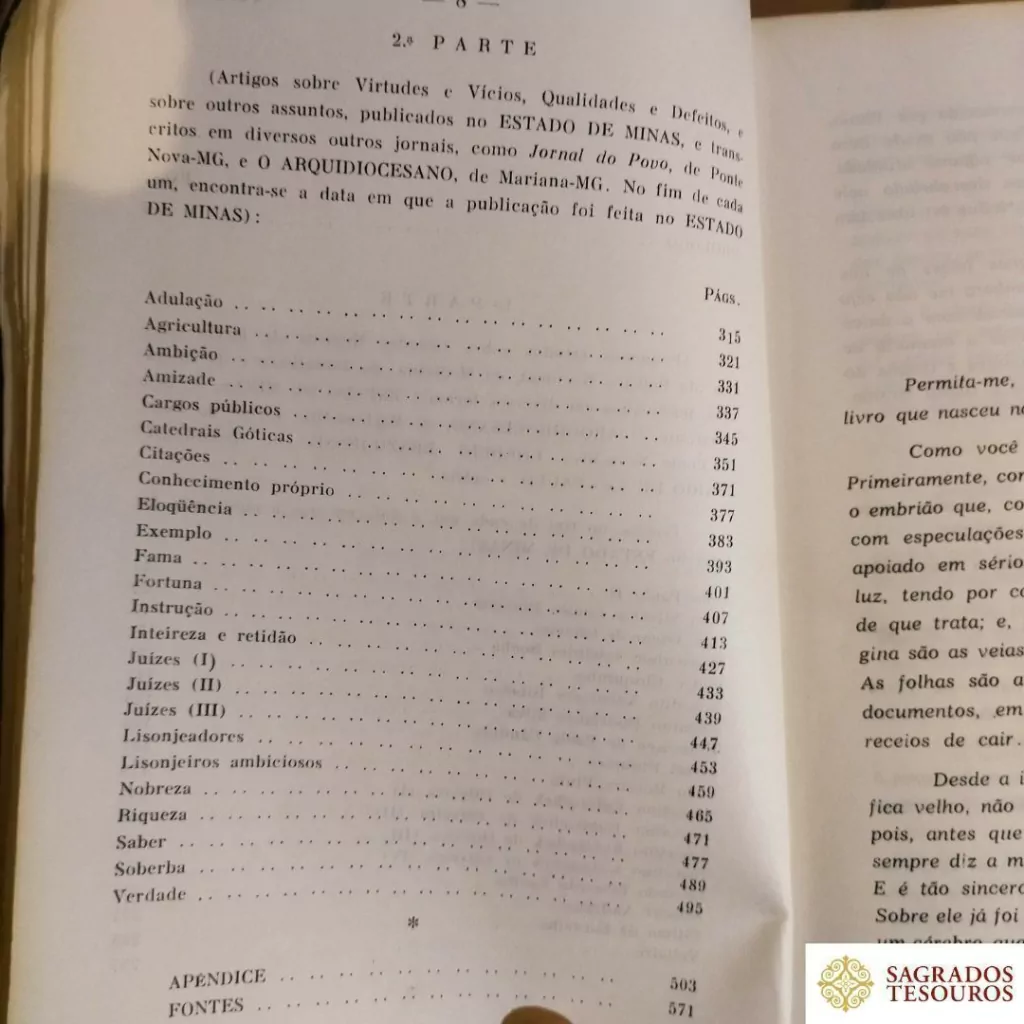 — 8 —
2.ª PARTE
(Artigos sobre Virtudes e Vícios, Qualidades e Defeitos, e
sobre outros assuntos, publicados no ESTADO DE MINAS, e trans-
critos em diversos outros jornais, como Jornal do Povo, de Ponte
Nova-MG, e O ARQUIDIOCESANO, de Mariana-MG. No fim de cada
um, encontra-se a data em que a publicação foi feita no ESTADO
DE MINAS):
PÁGS.
Adulação 315
Agricultura 321
Ambição 331
Amizade 337
Cargos públicos 345
Catedrais Góticas 351
Citações 371
Conhecimento próprio 377
Eloqüência 383
Exemplo 393
Fama 401
Fortuna 407
Instrução 413
Inteireza e retidão 427
Juízes (I) 433
Juízes (II) 439
Juízes (III) 447
Lisonjeadores 453
Lisonjeiros ambiciosos 459
Nobreza 465
Riqueza 471
Saber 477
Soberba 489
Verdade 495
*
APÊNDICE 503
FONTES 571
Permita-me,
livro que nasceu
Como você
Primeiramente,
o embrião que,
com especulações
apoiado em
luz, tendo por
de que trata; e,
gina são as veias
As folhas são
documentos, em
receios de cair.
Desde a
fica velho, não
pois, antes que
sempre diz a
E é tão
Sobre ele já foi
um
SAGRADOS
TESOUROS